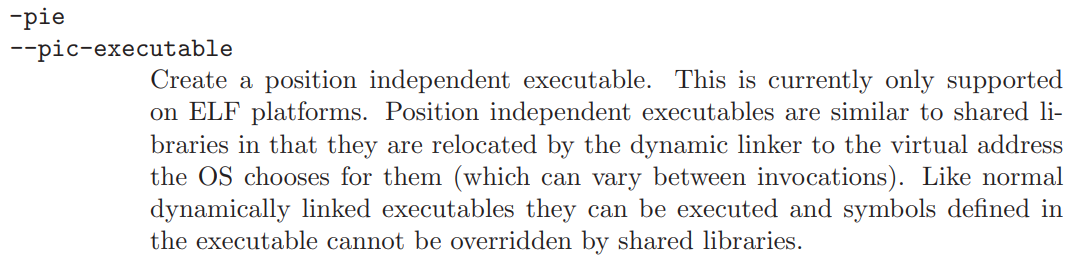 -pie
--pic-executable
Create a position independent executable. This is currently only supported
on ELF platforms. Position independent executables are similar to shared li-
braries in that they are relocated by the dynamic linker to the virtual address
the OS chooses for them (which can vary between invocations). Like normal
dynamically linked executables they can be executed and symbols defined in
the executable cannot be overridden by shared libraries.